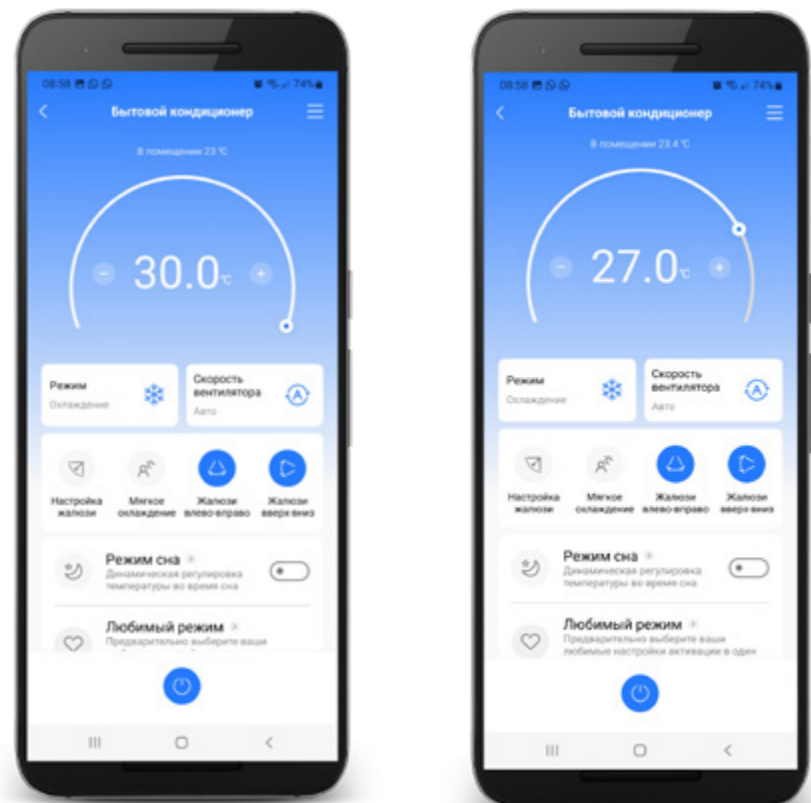 08:58
74%
Бытовой кондиционер
В помещении 23 ℃
30.0℃
Режим
Охлаждение
Скорость
вентилятора
Авто
Настройка
жалюзи
Мягкое
охлаждение
Жалюзи
влево-вправо
Жалюзи
вверх-вниз
Режим сна
Динамическая регулировка
температуры во время сна
Любимый режим
Предварительно выберите ваши
08:58
74%
Бытовой кондиционер
В помещении 23.4 ℃
27.0℃
Режим
Охлаждение
Скорость
вентилятора
Авто
Настройка
жалюзи
Мягкое
охлаждение
Жалюзи
влево-вправо
Жалюзи
вверх-вниз
Режим сна
Динамическая регулировка
температуры во время сна
Любимый режим
Предварительно выберите ваши
любимые настройки активации в один